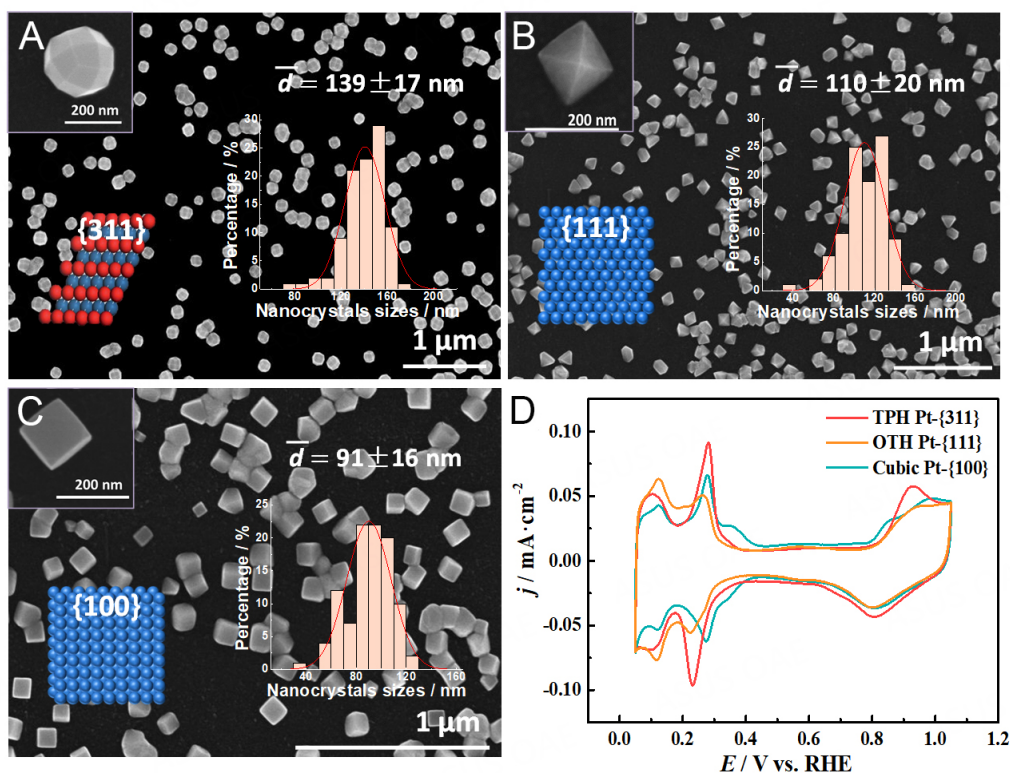 A
200 nm
d = 139±17 nm
Percentage / %
30
25
20
15
10
5
0
80 120 160 200
Nanocrystals sizes / nm
{311}
1 μm
B
200 nm
d = 110±20 nm
Percentage / %
30
25
20
15
10
5
0
40 80 120 160 200
Nanocrystals sizes / nm
{111}
1 μm
C
200 nm
d = 91±16 nm
Percentage / %
25
20
15
10
5
0
40 80 120 160
Nanocrystals sizes / nm
{100}
1 μm
D
TPH Pt-{311}
OTH Pt-{111}
Cubic Pt-{100}
j / mA·cm-2
0.10
0.05
0.00
-0.05
-0.10
0.0 0.2 0.4 0.6 0.8 1.0 1.2
E / V vs. RHE